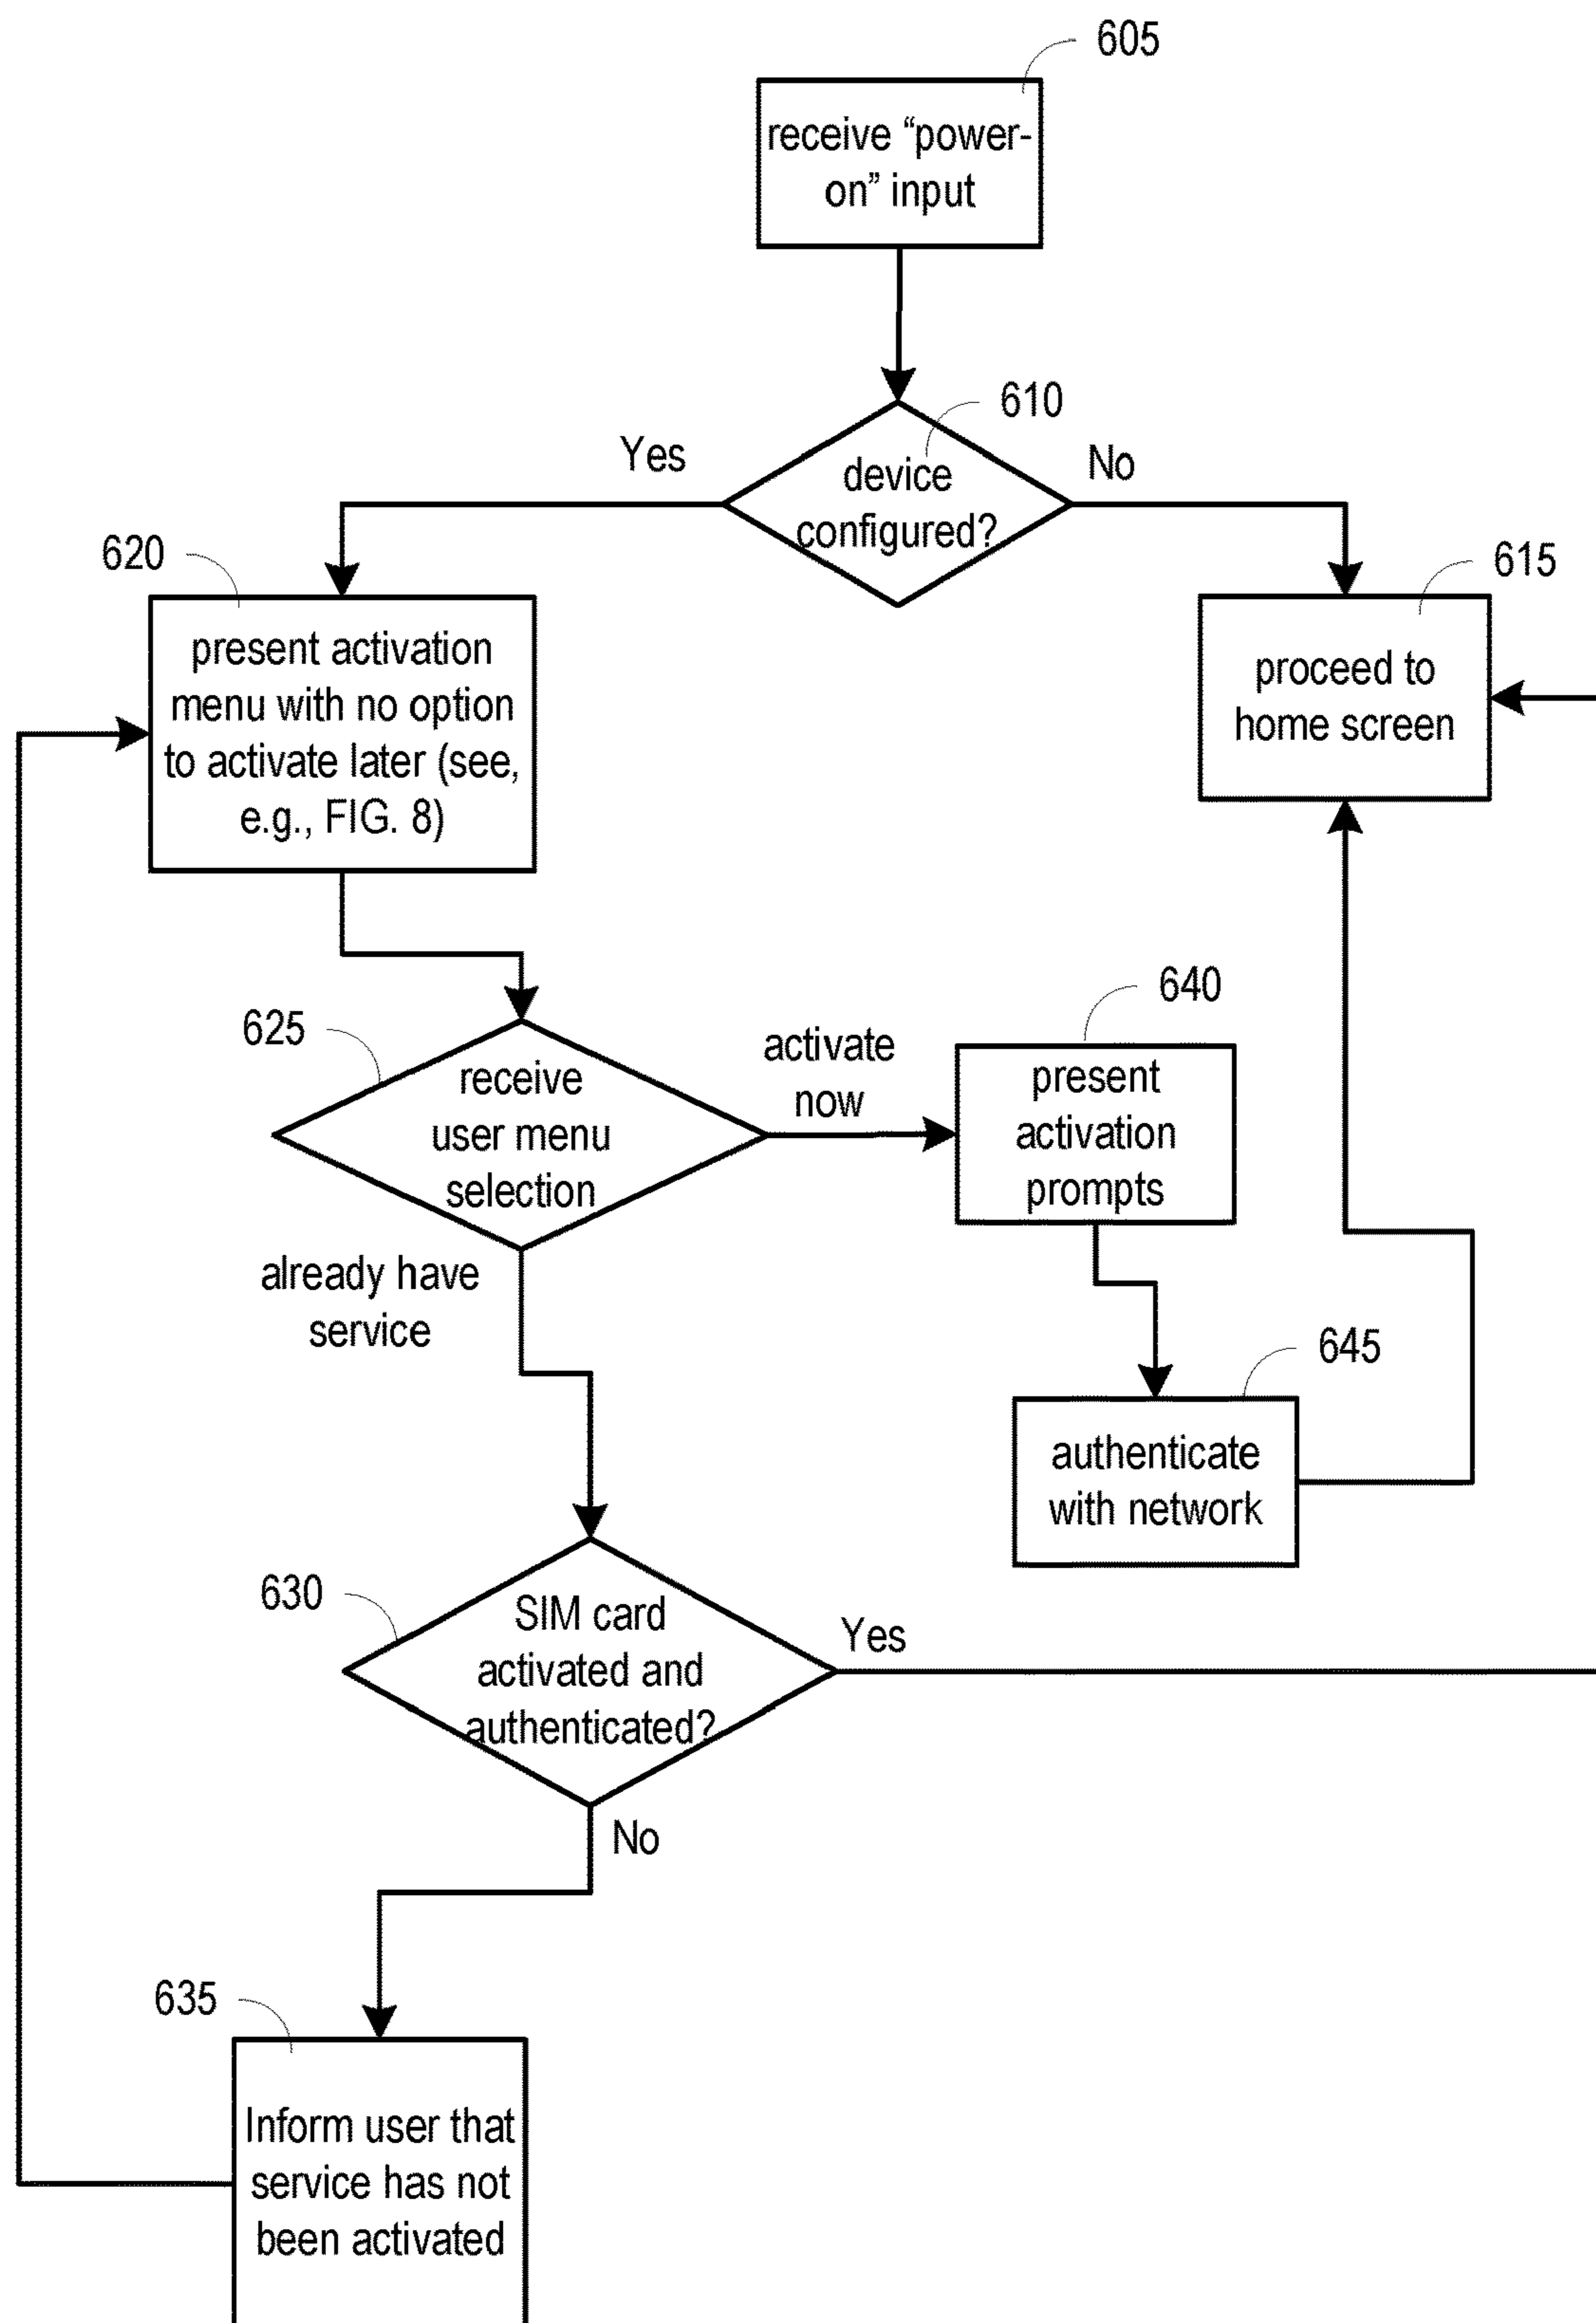 605
receive “power-
on” input
610
Yes
No
device
configured?
620
615
present activation
menu with no option
to activate later (see,
e.g., FIG. 8)
proceed to
home screen
625
640
receive
user menu
selection
activate
now
present
activation
prompts
already have
service
645
authenticate
with network
630
SIM card
activated and
authenticated?
Yes
No
635
Inform user that
service has not
been activated